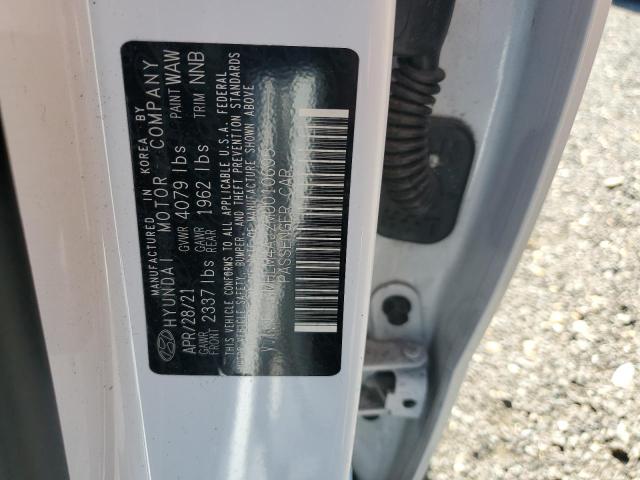 MANUFACTURED IN KOREA BY
HYUNDAI MOTOR COMPANY
APR/28/21 GVWR 4079 lbs PAINT WAW
GAWR FRONT 2337 lbs GAWR REAR 1962 lbs TRIM NNB
THIS VEHICLE CONFORMS TO ALL APPLICABLE U.S.A. FEDERAL
MOTOR VEHICLE SAFETY, BUMPER, AND THEFT PREVENTION STANDARDS
IN EFFECT ON THE DATE OF MANUFACTURE SHOWN ABOVE
PASSENGER CAR